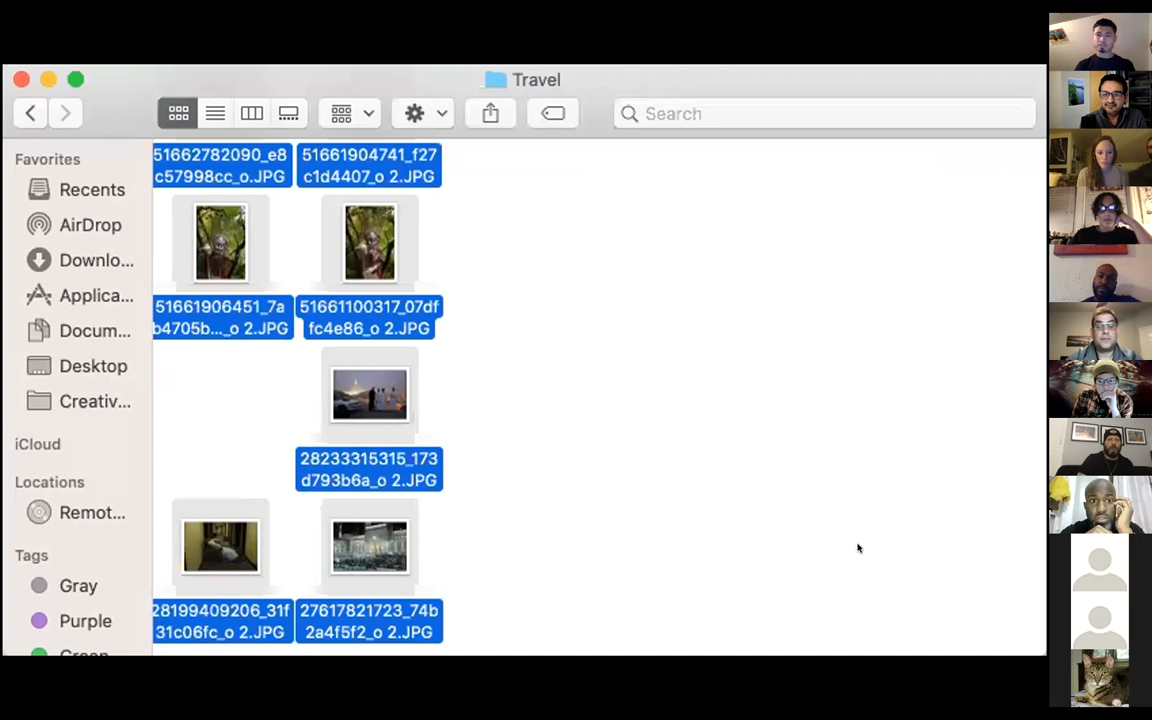 Travel
Search
Favorites
Recents
AirDrop
Downlo...
Applica...
Docum...
Desktop
Creativ...
iCloud
Locations
Remot...
Tags
Gray
Purple
Green
51662782090_e8
c57998cc_o.JPG
51661904741_f27
c1d4407_o 2.JPG
51661906451_7a
b4705b..._o 2.JPG
51661100317_07df
fc4e86_o 2.JPG
28233315315_173
d793b6a_o 2.JPG
28199409206_31f
31c06fc_o 2.JPG
27617821723_74b
2a4f5f2_o 2.JPG